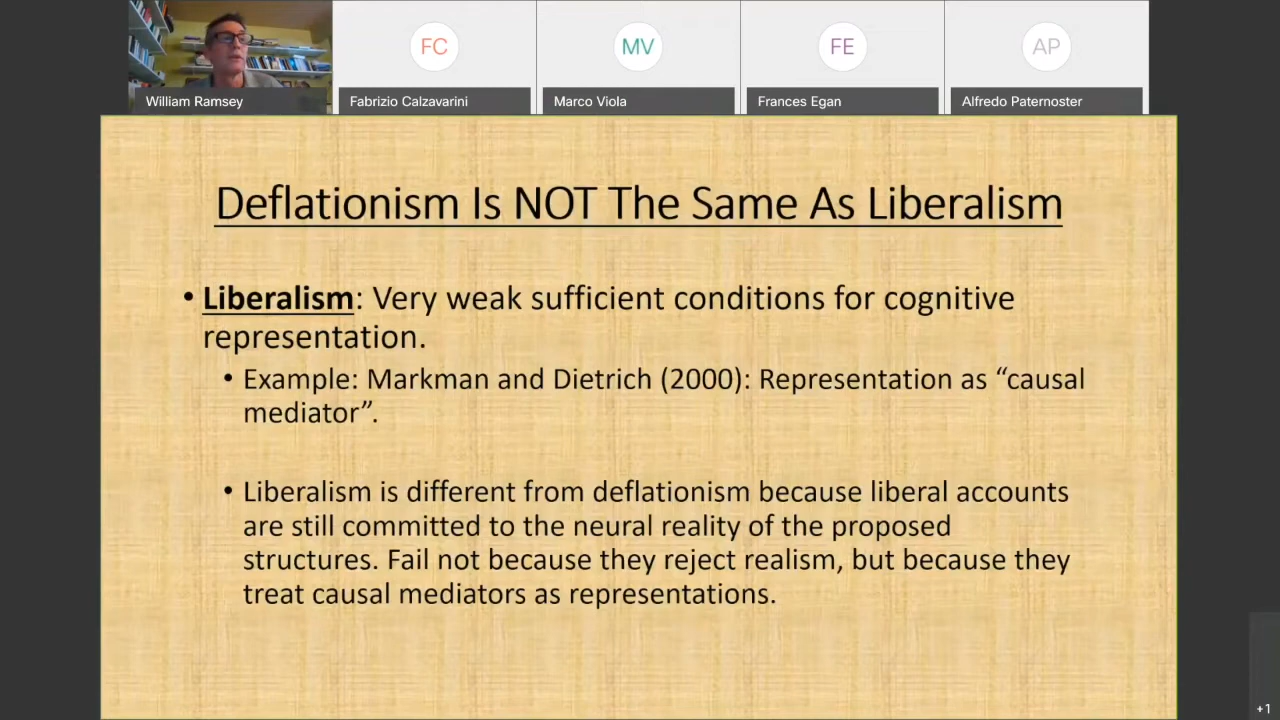 FC
MV
FE
AP
William Ramsey
Fabrizio Calzavarini
Marco Viola
Frances Egan
Alfredo Paternoster
Deflationism Is NOT The Same As Liberalism
• Liberalism: Very weak sufficient conditions for cognitive
representation.
• Example: Markman and Dietrich (2000): Representation as “causal
mediator”.
• Liberalism is different from deflationism because liberal accounts
are still committed to the neural reality of the proposed
structures. Fail not because they reject realism, but because they
treat causal mediators as representations.
+1